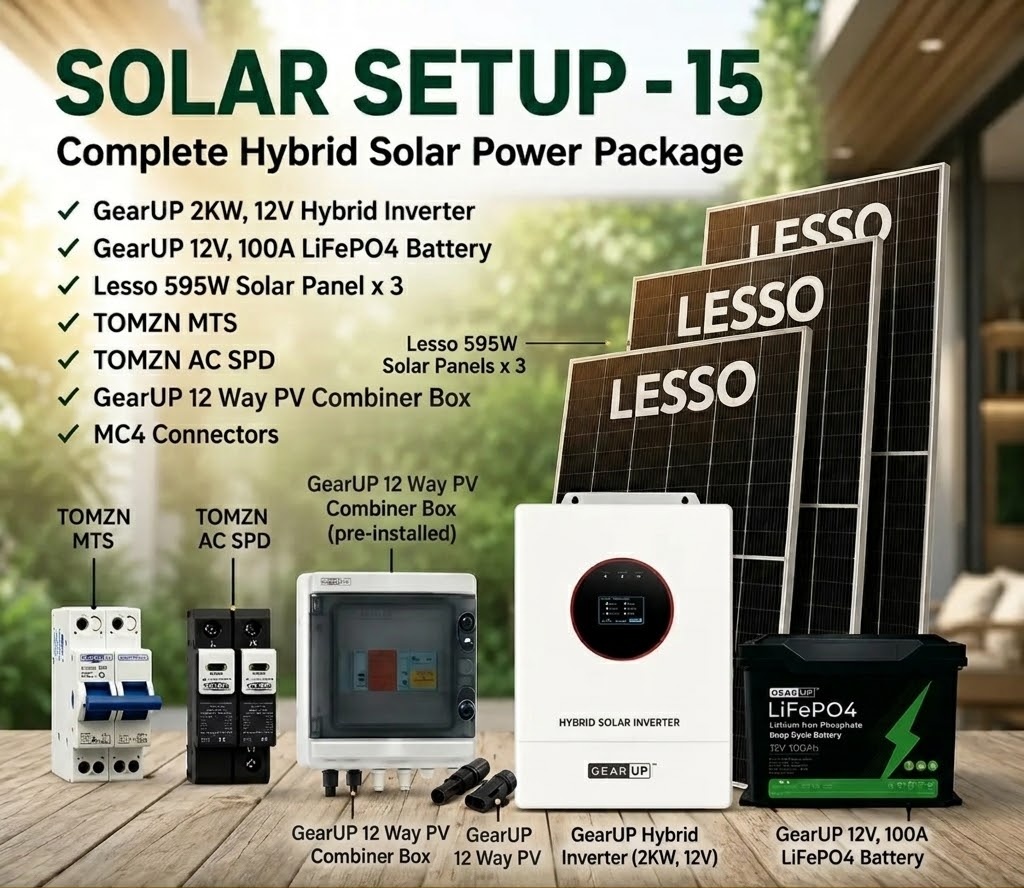 SOLAR SETUP - 15
Complete Hybrid Solar Power Package
✓ GearUP 2KW, 12V Hybrid Inverter
✓ GearUP 12V, 100A LiFePO4 Battery
✓ Lesso 595W Solar Panel x 3
✓ TOMZN MTS
✓ TOMZN AC SPD
✓ GearUP 12 Way PV Combiner Box
✓ MC4 Connectors
LESSO
LESSO
LESSO
Lesso 595W
Solar Panels x 3
TOMZN
MTS
TOMZN
AC SPD
GearUP 12 Way PV
Combiner Box
(pre-installed)
HYBRID SOLAR INVERTER
GEAR UP™
OSAG UP™
LiFePO4
Lithium Iron Phosphate
Deep Cycle Battery
12V 100Ah
GearUP 12 Way PV
Combiner Box
GearUP
12 Way PV
GearUP Hybrid
Inverter (2KW, 12V)
GearUP 12V, 100A
LiFePO4 Battery